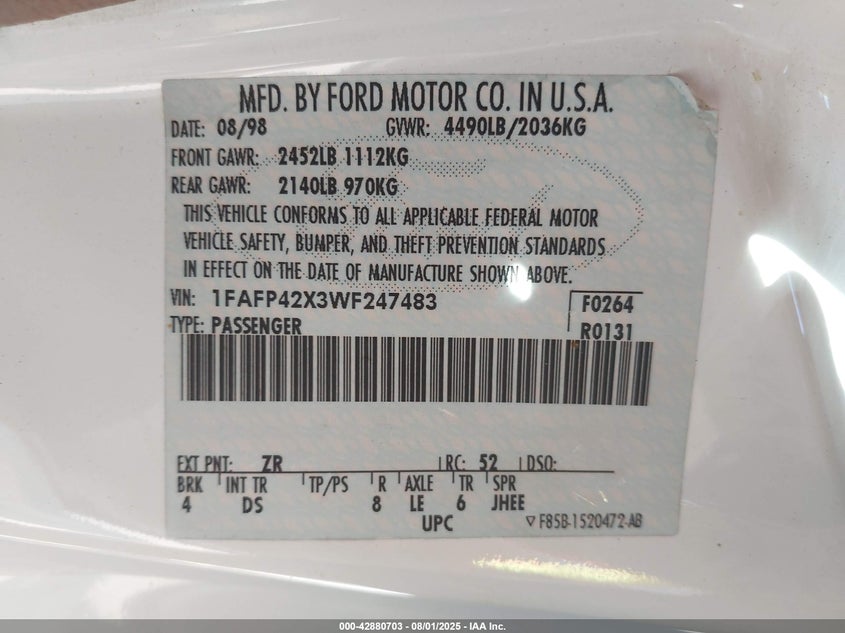 MFD. BY FORD MOTOR CO. IN U.S.A.
DATE: 08/98 GVWR: 4490LB/2036KG
FRONT GAWR: 2452LB 1112KG
REAR GAWR: 2140LB 970KG
THIS VEHICLE CONFORMS TO ALL APPLICABLE FEDERAL MOTOR
VEHICLE SAFETY, BUMPER, AND THEFT PREVENTION STANDARDS
IN EFFECT ON THE DATE OF MANUFACTURE SHOWN ABOVE.
VIN: 1FAFP42X3WF247483 F0264
TYPE: PASSENGER R0131
EXT PNT: ZR RC: 52 DSO:
BRK INT TR TP/PS R AXLE TR SPR
4 DS 8 LE 6 JHEE
UPC F85B-1520472-AB
000-42880703 - 08/01/2025 - IAA Inc.